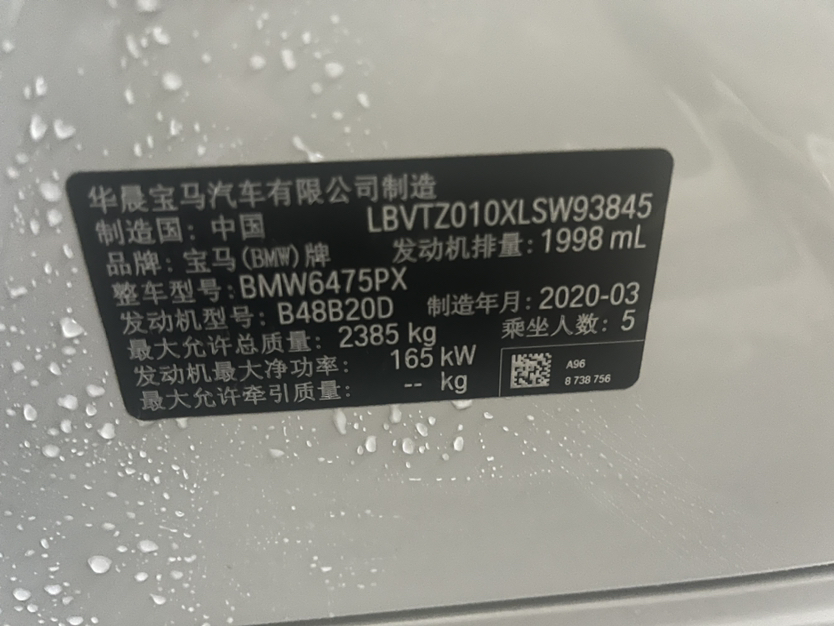 华晨宝马汽车有限公司制造
制造国：中国 LBVTZ010XLSW93845
品牌：宝马(BMW)牌 发动机排量：1998 mL
整车型号：BMW6475PX
发动机型号：B48B20D 制造年月：2020-03
最大允许总质量：2385 kg 乘坐人数：5
发动机最大净功率：165 kW
最大允许牵引质量：-- kg
A96
8 738 756